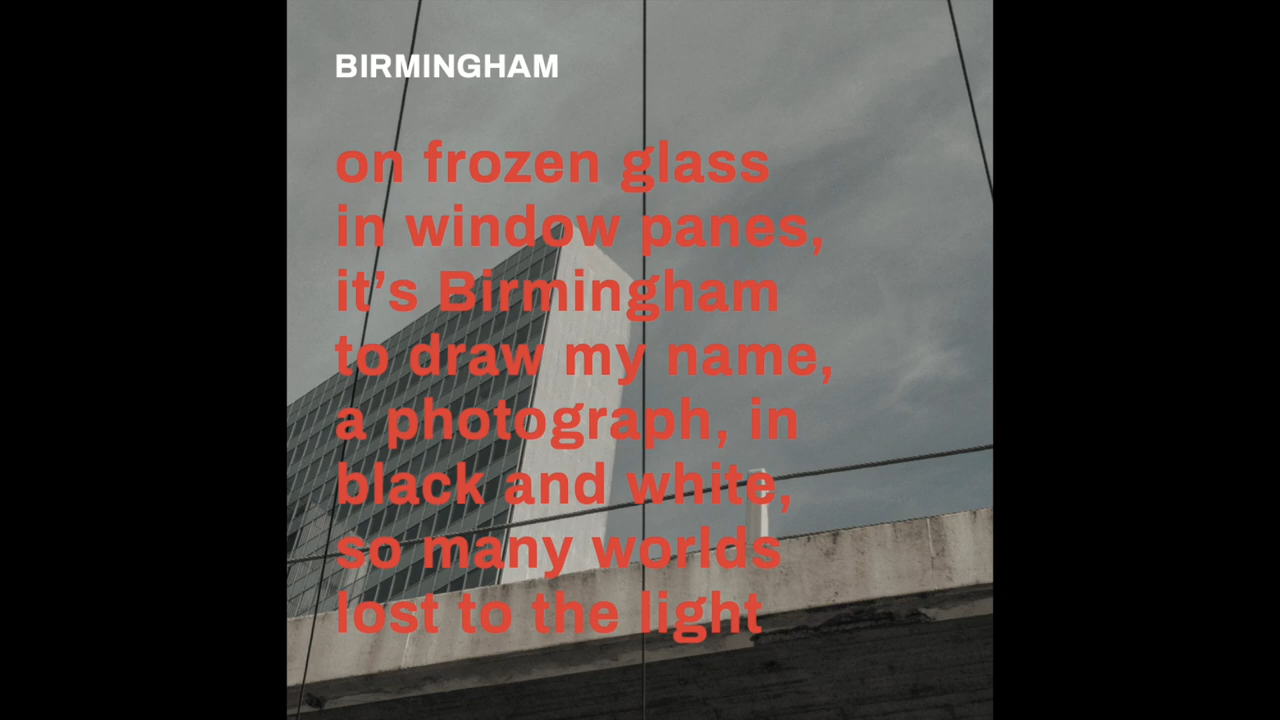 BIRMINGHAM
on frozen glass
in window panes,
it’s Birmingham
to draw my name,
a photograph, in
black and white,
so many worlds
lost to the light